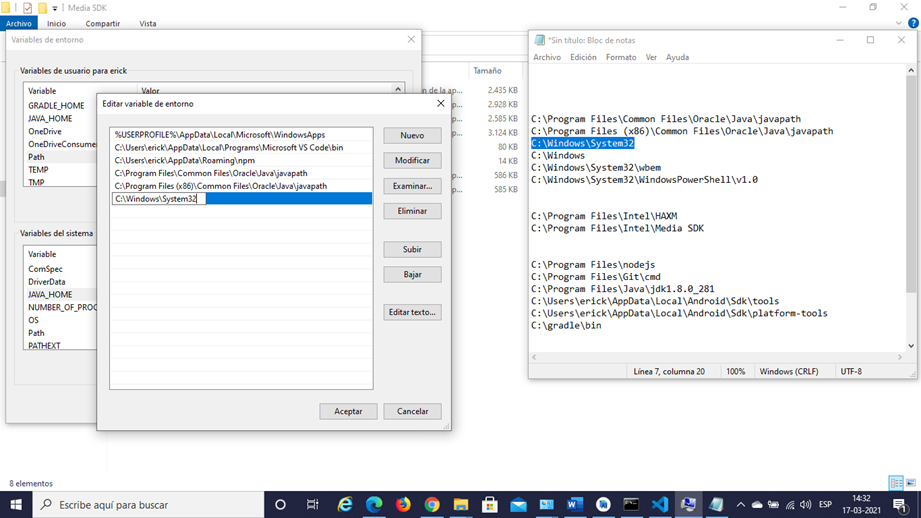 Media SDK
Archivo Inicio Compartir Vista
Variables de entorno
Variables de usuario para erick
Variable Valor
GRADLE_HOME
JAVA_HOME
OneDrive
OneDriveConsumer
Path
TEMP
TMP
Variables del sistema
Variable
ComSpec
DriverData
JAVA_HOME
NUMBER_OF_PROC
OS
Path
PATHEXT
Editar variable de entorno
%USERPROFILE%\AppData\Local\Microsoft\WindowsApps
C:\Users\erick\AppData\Local\Programs\Microsoft VS Code\bin
C:\Users\erick\AppData\Roaming\npm
C:\Program Files\Common Files\Oracle\Java\javapath
C:\Program Files (x86)\Common Files\Oracle\Java\javapath
C:\Windows\System32
Nuevo
Modificar
Examinar...
Eliminar
Subir
Bajar
Editar texto...
Aceptar Cancelar
Tamaño
ón de la ap... 2.435 KB
2.928 KB
2.585 KB
3.124 KB
80 KB
14 KB
586 KB
585 KB
*Sin título: Bloc de notas
Archivo Edición Formato Ver Ayuda
C:\Program Files\Common Files\Oracle\Java\javapath
C:\Program Files (x86)\Common Files\Oracle\Java\javapath
C:\Windows\System32
C:\Windows
C:\Windows\System32\wbem
C:\Windows\System32\WindowsPowerShell\v1.0
C:\Program Files\Intel\HAXM
C:\Program Files\Intel\Media SDK
C:\Program Files\nodejs
C:\Program Files\Git\cmd
C:\Program Files\Java\jdk1.8.0_281
C:\Users\erick\AppData\Local\Android\Sdk\tools
C:\Users\erick\AppData\Local\Android\Sdk\platform-tools
C:\gradle\bin
Línea 7, columna 20 100% Windows (CRLF) UTF-8
8 elementos
Escribe aquí para buscar
ESP
14:32
17-03-2021